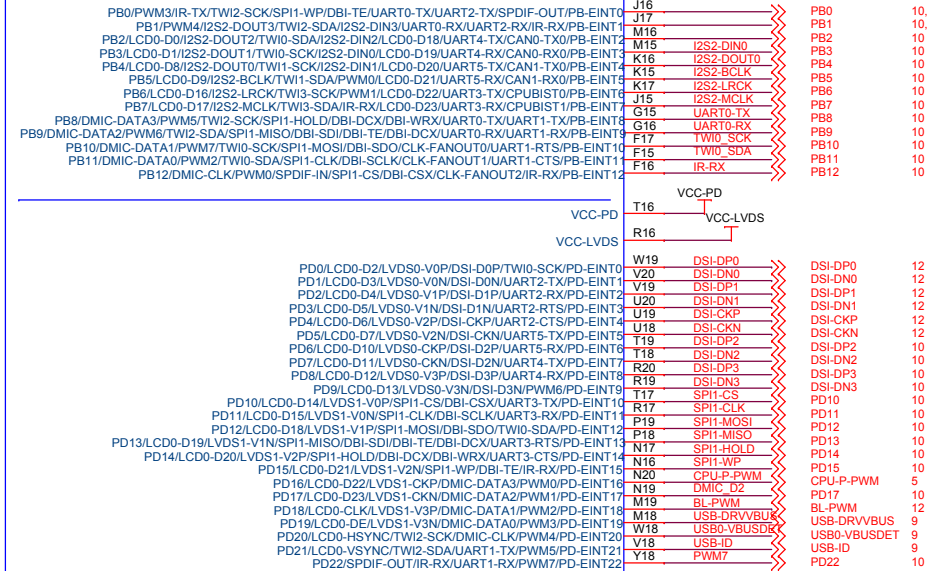 PB0/PWM3/IR-TX/TWI2-SCK/SPI1-WP/DBI-TE/UART0-TX/UART2-TX/SPDIF-OUT/PB-EINT0 J16 PB0 10,
PB1/PWM4/I2S2-DOUT3/TWI2-SDA/I2S2-DIN3/UART0-RX/UART2-RX/IR-RX/PB-EINT1 J17 PB1 10,
PB2/LCD0-D0/I2S2-DOUT2/TWI0-SDA/I2S2-DIN2/LCD0-D18/UART4-TX/CAN0-TX0/PB-EINT2 M16 PB2 10
PB3/LCD0-D1/I2S2-DOUT1/TWI0-SCK/I2S2-DIN0/LCD0-D19/UART4-RX/CAN0-RX0/PB-EINT3 M15 I2S2-DIN0 PB3 10
PB4/LCD0-D8/I2S2-DOUT0/TWI1-SCK/I2S2-DIN1/LCD0-D20/UART5-TX/CAN1-TX0/PB-EINT4 K16 I2S2-DOUT0 PB4 10
PB5/LCD0-D9/I2S2-BCLK/TWI1-SDA/PWM0/LCD0-D21/UART5-RX/CAN1-RX0/PB-EINT5 K15 I2S2-BCLK PB5 10
PB6/LCD0-D16/I2S2-LRCK/TWI3-SCK/PWM1/LCD0-D22/UART3-TX/CPUBIST0/PB-EINT6 K17 I2S2-LRCK PB6 10
PB7/LCD0-D17/I2S2-MCLK/TWI3-SDA/IR-RX/LCD0-D23/UART3-RX/CPUBIST1/PB-EINT7 J15 I2S2-MCLK PB7 10
PB8/DMIC-DATA3/PWM5/TWI2-SCK/SPI1-HOLD/DBI-DCX/DBI-WRX/UART0-TX/UART1-TX/PB-EINT8 G15 UART0-TX PB8 10
PB9/DMIC-DATA2/PWM6/TWI2-SDA/SPI1-MISO/DBI-SDI/DBI-TE/DBI-DCX/UART0-RX/UART1-RX/PB-EINT9 G16 UART0-RX PB9 10
PB10/DMIC-DATA1/PWM7/TWI0-SCK/SPI1-MOSI/DBI-SDO/CLK-FANOUT0/UART1-RTS/PB-EINT10 F17 TWI0_SCK PB10 10
PB11/DMIC-DATA0/PWM2/TWI0-SDA/SPI1-CLK/DBI-SCLK/CLK-FANOUT1/UART1-CTS/PB-EINT11 F15 TWI0_SDA PB11 10
PB12/DMIC-CLK/PWM0/SPDIF-IN/SPI1-CS/DBI-CSX/CLK-FANOUT2/IR-RX/PB-EINT12 F16 IR-RX PB12 10
VCC-PD
VCC-PD T16
VCC-LVDS
VCC-LVDS R16
PD0/LCD0-D2/LVDS0-V0P/DSI-D0P/TWI0-SCK/PD-EINT0 W19 DSI-DP0 DSI-DP0 12
PD1/LCD0-D3/LVDS0-V0N/DSI-D0N/UART2-TX/PD-EINT1 V20 DSI-DN0 DSI-DN0 12
PD2/LCD0-D4/LVDS0-V1P/DSI-D1P/UART2-RX/PD-EINT2 V19 DSI-DP1 DSI-DP1 12
PD3/LCD0-D5/LVDS0-V1N/DSI-D1N/UART2-RTS/PD-EINT3 U20 DSI-DN1 DSI-DN1 12
PD4/LCD0-D6/LVDS0-V2P/DSI-CKP/UART2-CTS/PD-EINT4 U19 DSI-CKP DSI-CKP 12
PD5/LCD0-D7/LVDS0-V2N/DSI-CKN/UART5-TX/PD-EINT5 U18 DSI-CKN DSI-CKN 12
PD6/LCD0-D10/LVDS0-CKP/DSI-D2P/UART5-RX/PD-EINT6 T19 DSI-DP2 DSI-DP2 10
PD7/LCD0-D11/LVDS0-CKN/DSI-D2N/UART4-TX/PD-EINT7 T18 DSI-DN2 DSI-DN2 10
PD8/LCD0-D12/LVDS0-V3P/DSI-D3P/UART4-RX/PD-EINT8 R20 DSI-DP3 DSI-DP3 10
PD9/LCD0-D13/LVDS0-V3N/DSI-D3N/PWM6/PD-EINT9 R19 DSI-DN3 DSI-DN3 10
PD10/LCD0-D14/LVDS1-V0P/SPI1-CS/DBI-CSX/UART3-TX/PD-EINT10 T17 SPI1-CS PD10 10
PD11/LCD0-D15/LVDS1-V0N/SPI1-CLK/DBI-SCLK/UART3-RX/PD-EINT11 R17 SPI1-CLK PD11 10
PD12/LCD0-D18/LVDS1-V1P/SPI1-MOSI/DBI-SDO/TWI0-SDA/PD-EINT12 P19 SPI1-MOSI PD12 10
PD13/LCD0-D19/LVDS1-V1N/SPI1-MISO/DBI-SDI/DBI-TE/DBI-DCX/UART3-RTS/PD-EINT13 P18 SPI1-MISO PD13 10
PD14/LCD0-D20/LVDS1-V2P/SPI1-HOLD/DBI-DCX/DBI-WRX/UART3-CTS/PD-EINT14 N17 SPI1-HOLD PD14 10
PD15/LCD0-D21/LVDS1-V2N/SPI1-WP/DBI-TE/IR-RX/PD-EINT15 N16 SPI1-WP PD15 10
PD16/LCD0-D22/LVDS1-CKP/DMIC-DATA3/PWM0/PD-EINT16 N20 CPU-P-PWM CPU-P-PWM 5
PD17/LCD0-D23/LVDS1-CKN/DMIC-DATA2/PWM1/PD-EINT17 N19 DMIC_D2 PD17 10
PD18/LCD0-CLK/LVDS1-V3P/DMIC-DATA1/PWM2/PD-EINT18 M19 BL-PWM BL-PWM 12
PD19/LCD0-DE/LVDS1-V3N/DMIC-DATA0/PWM3/PD-EINT19 M18 USB-DRVVBUS USB-DRVVBUS 9
PD20/LCD0-HSYNC/TWI2-SCK/DMIC-CLK/PWM4/PD-EINT20 W18 USB0-VBUSDET USB0-VBUSDET 9
PD21/LCD0-VSYNC/TWI2-SDA/UART1-TX/PWM5/PD-EINT21 V18 USB-ID USB-ID 9
PD22/SPDIF-OUT/IR-RX/UART1-RX/PWM7/PD-EINT22 Y18 PWM7 PD22 10